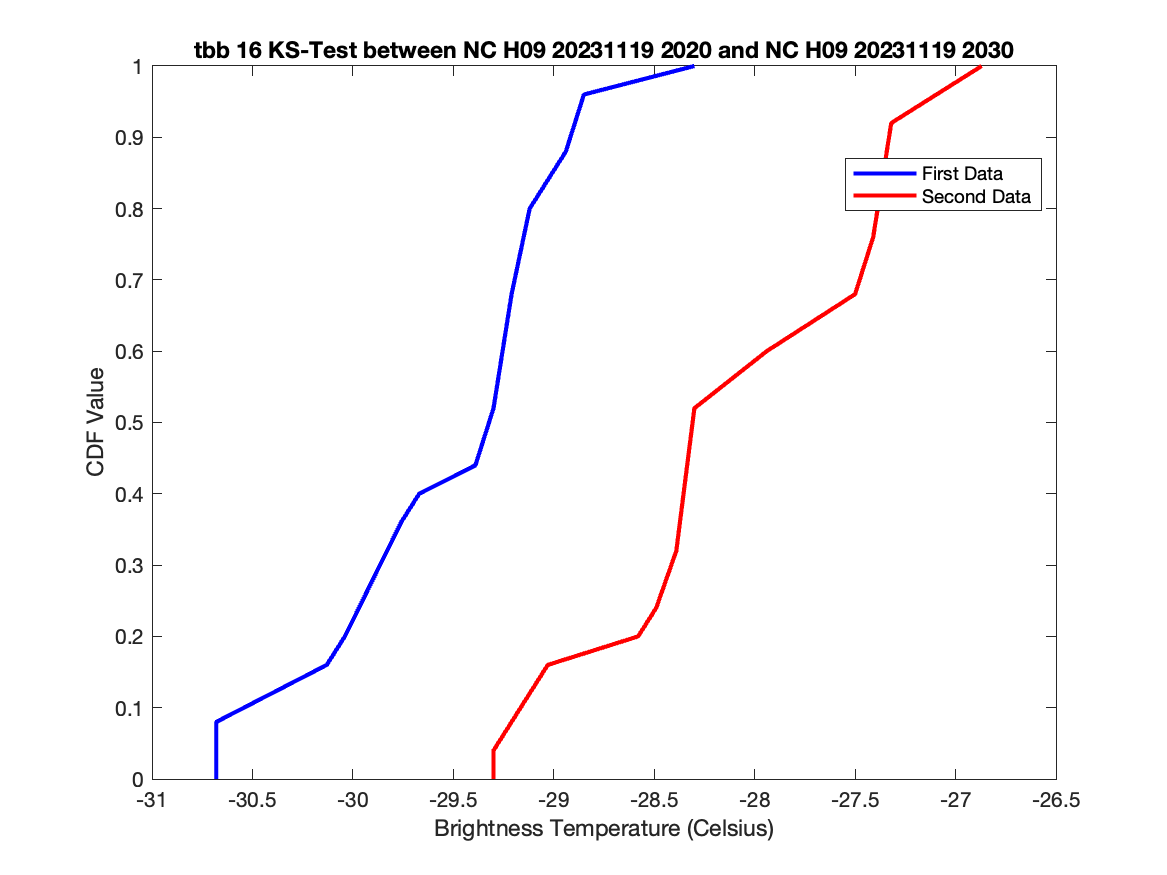 tbb 16 KS-Test between NC H09 20231119 2020 and NC H09 20231119 2030
1
0.9
0.8
0.7
0.6
0.5
0.4
0.3
0.2
0.1
0
CDF Value
First Data
Second Data
-31 -30.5 -30 -29.5 -29 -28.5 -28 -27.5 -27 -26.5
Brightness Temperature (Celsius)